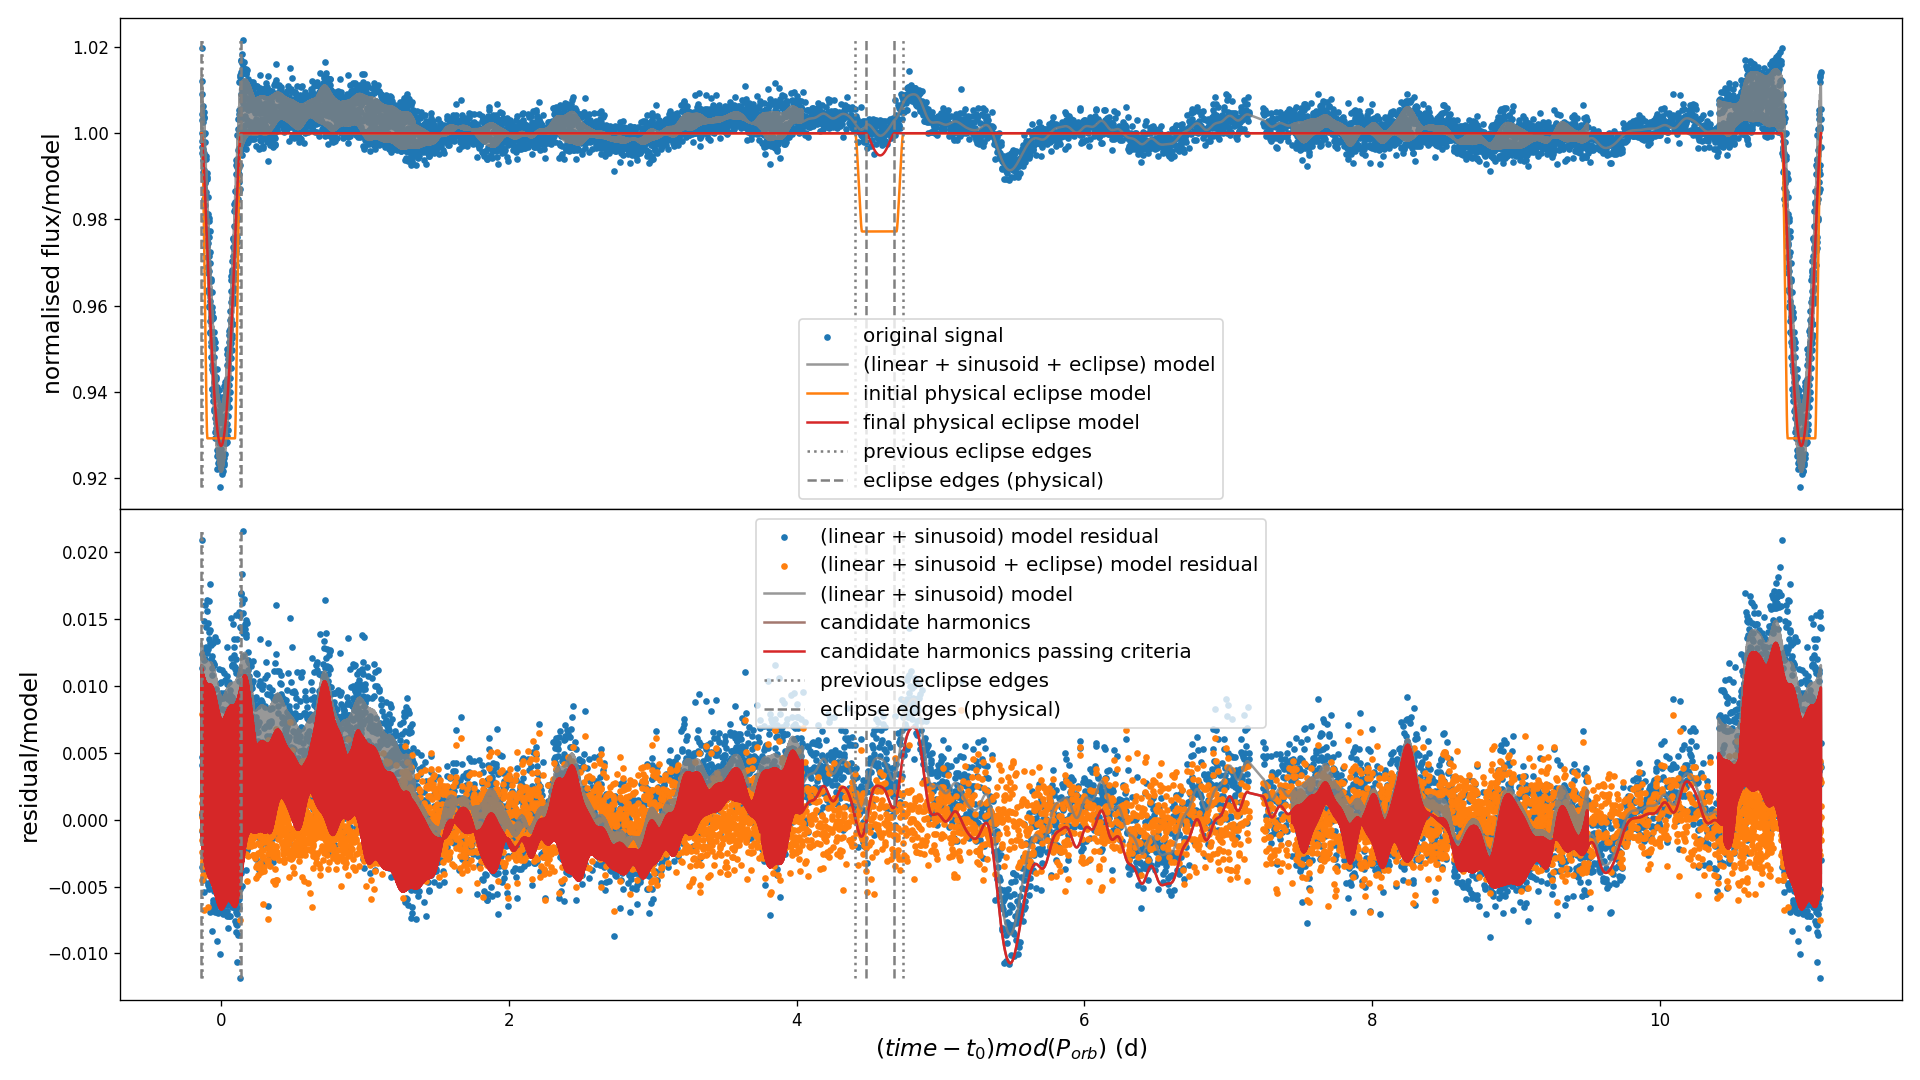 normalised flux/model
1.02
1.00
0.98
0.96
0.94
0.92
original signal
(linear + sinusoid + eclipse) model
initial physical eclipse model
final physical eclipse model
previous eclipse edges
eclipse edges (physical)
residual/model
0.020
0.015
0.010
0.005
0.000
−0.005
−0.010
(linear + sinusoid) model residual
(linear + sinusoid + eclipse) model residual
(linear + sinusoid) model
candidate harmonics
candidate harmonics passing criteria
previous eclipse edges
eclipse edges (physical)
0 2 4 6 8 10
(time − t₀)mod(P_orb) (d)